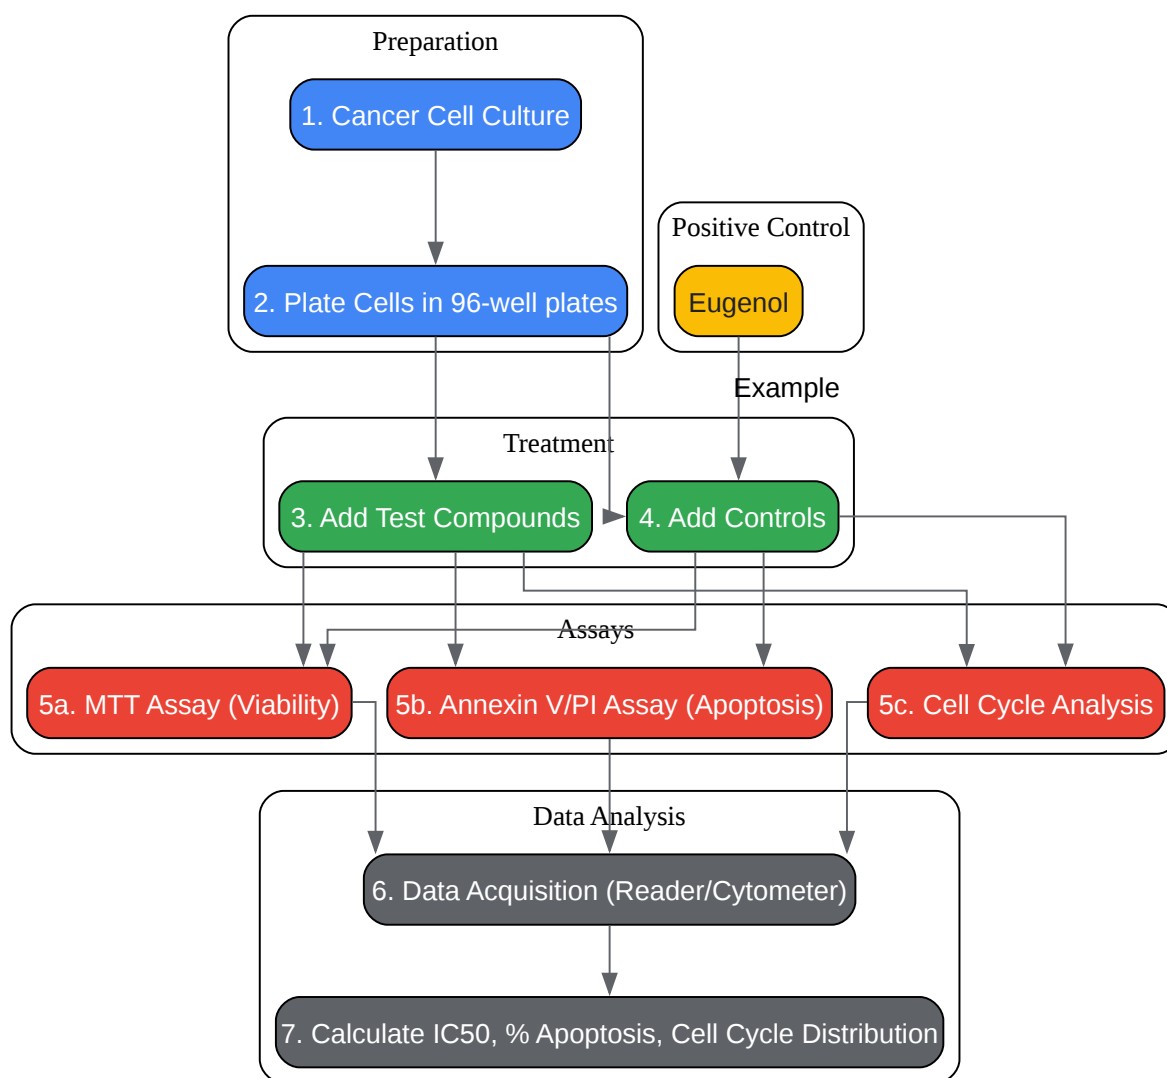 Preparation
1. Cancer Cell Culture
2. Plate Cells in 96-well plates
Positive Control
Eugenol
Example
Treatment
3. Add Test Compounds
4. Add Controls
Assays
5a. MTT Assay (Viability)
5b. Annexin V/PI Assay (Apoptosis)
5c. Cell Cycle Analysis
Data Analysis
6. Data Acquisition (Reader/Cytometer)
7. Calculate IC50, % Apoptosis, Cell Cycle Distribution